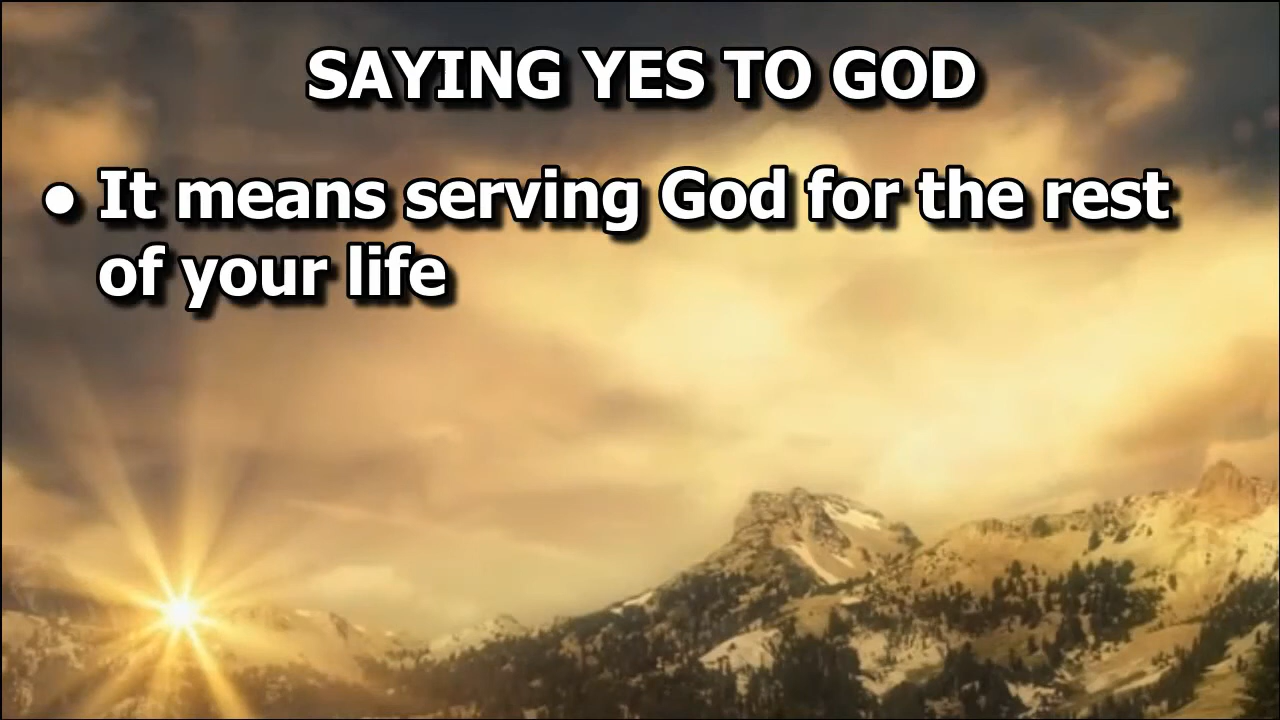 SAYING YES TO GOD
● It means serving God for the rest
of your life